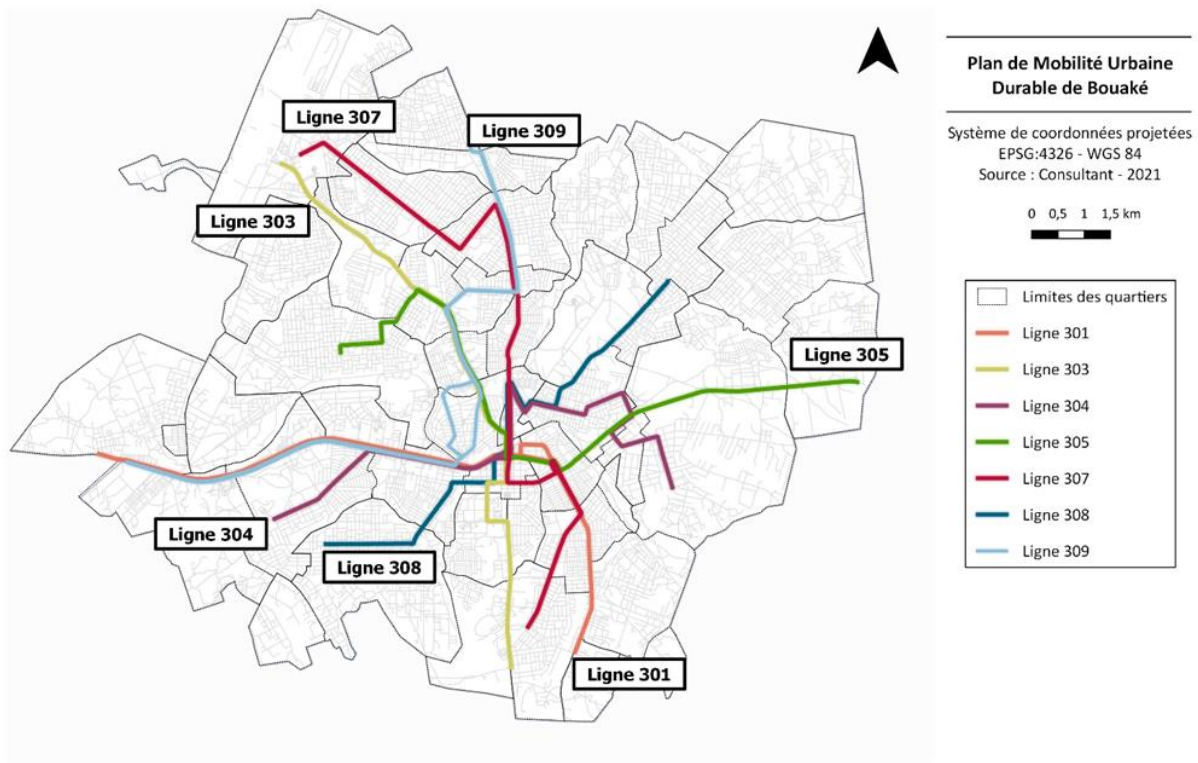 Ligne 307
Ligne 309
Ligne 303
Ligne 305
Ligne 304
Ligne 308
Ligne 301
Plan de Mobilité Urbaine
Durable de Bouaké
Système de coordonnées projetées
EPSG:4326 - WGS 84
Source : Consultant - 2021
0 0,5 1 1,5 km
Limites des quartiers
Ligne 301
Ligne 303
Ligne 304
Ligne 305
Ligne 307
Ligne 308
Ligne 309